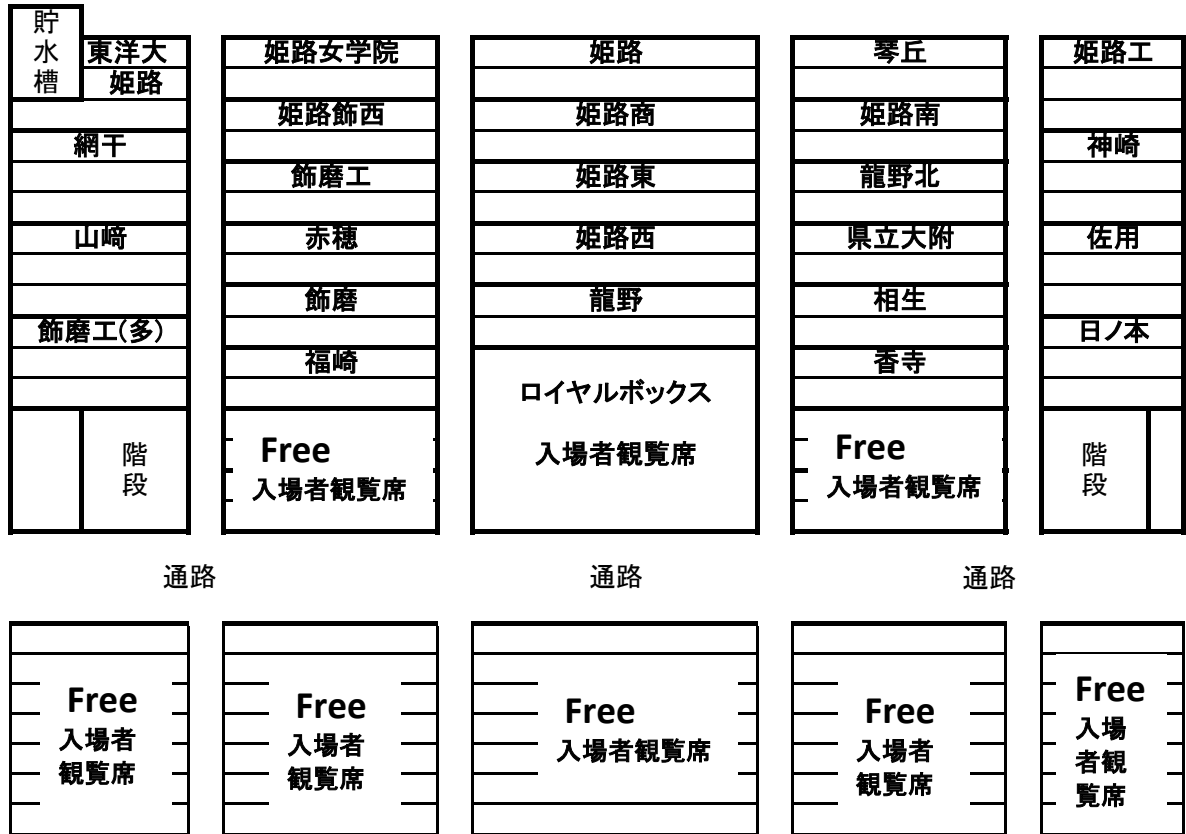 貯水槽
東洋大
姫路
網干
山﨑
飾磨工(多)
階段
姫路女学院
姫路飾西
飾磨工
赤穂
飾磨
福崎
Free
入場者観覧席
姫路
姫路商
姫路東
姫路西
龍野
ロイヤルボックス
入場者観覧席
琴丘
姫路南
龍野北
県立大附
相生
香寺
Free
入場者観覧席
姫路工
神崎
佐用
日ノ本
階段
通路
通路
通路
Free
入場者
観覧席
Free
入場者
観覧席
Free
入場者観覧席
Free
入場者
観覧席
Free
入場
者観
覧席